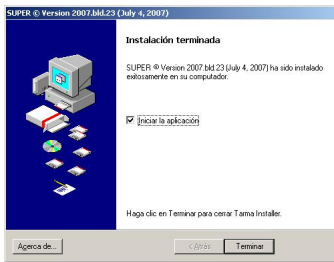 SUPER © Version 2007.bld.23 (July 4, 2007)
Instalación terminada
SUPER © Version 2007.bld.23 (July 4, 2007) ha sido instalado
exitosamente en su computador.
Iniciar la aplicación
Haga clic en Terminar para cerrar Tarma Installer.
Acerca de...
< Atrás
Terminar